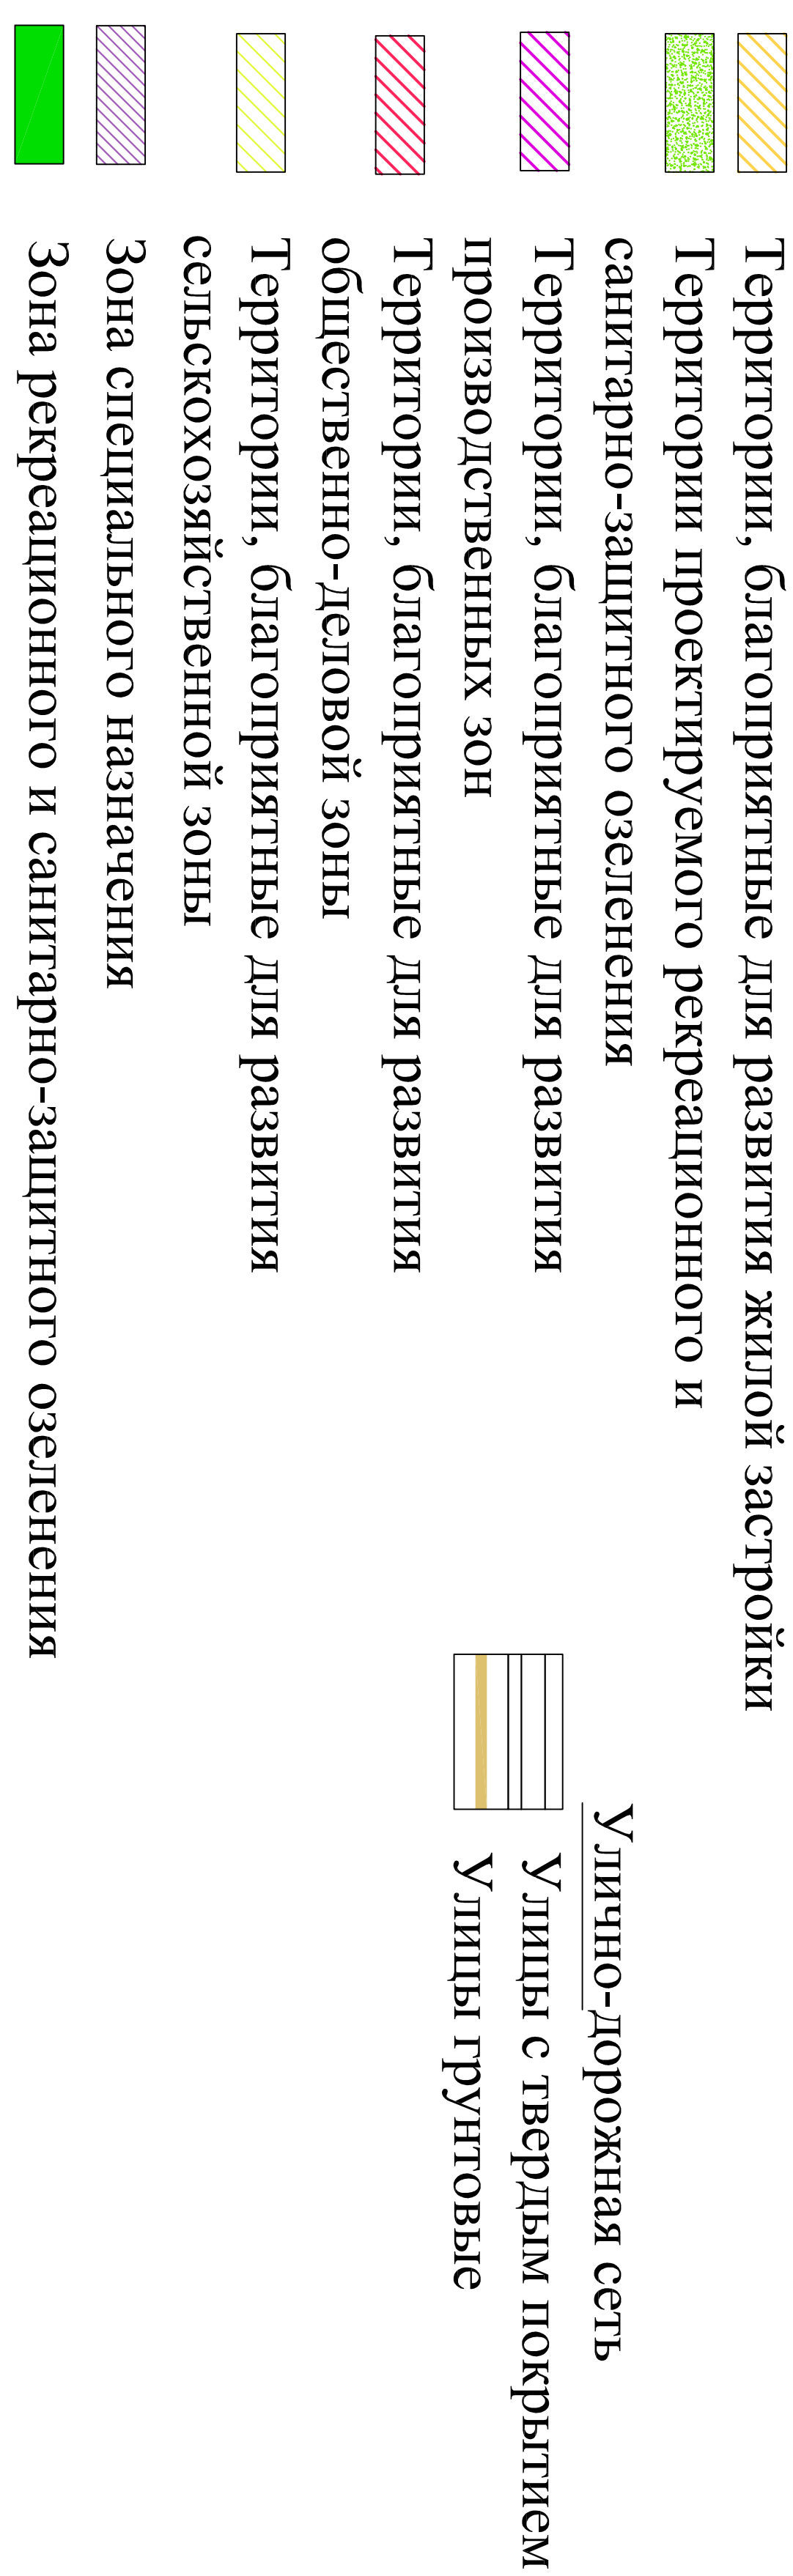 Территории, благоприятные для развития жилой застройки
Территории проектируемого рекреационного и
санитарно-защитного озеленения
Территории, благоприятные для развития
производственных зон
Территории, благоприятные для развития
общественно-деловой зоны
Территории, благоприятные для развития
сельскохозяйственной зоны
Зона специального назначения
Зона рекреационного и санитарно-защитного озеленения
Улично-дорожная сеть
Улицы с твердым покрытием
Улицы грунтовые